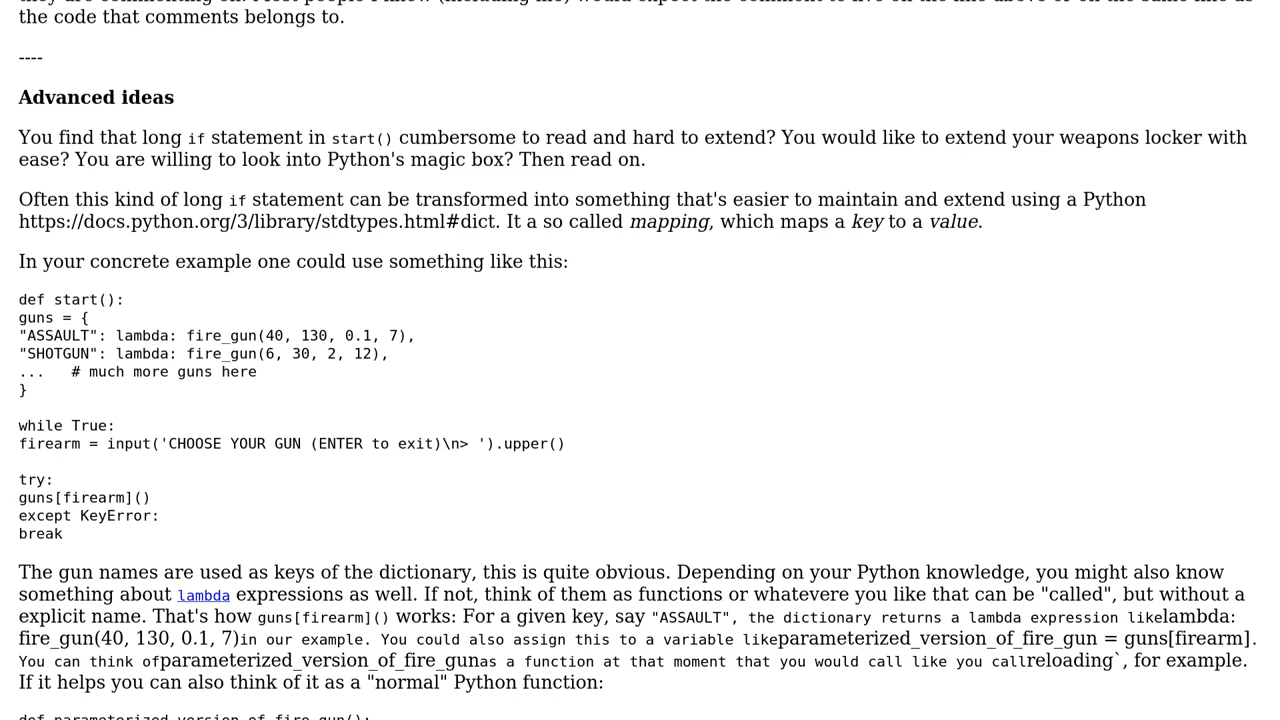 the code that comments belongs to.
----
Advanced ideas
You find that long if statement in start() cumbersome to read and hard to extend? You would like to extend your weapons locker with
ease? You are willing to look into Python's magic box? Then read on.
Often this kind of long if statement can be transformed into something that's easier to maintain and extend using a Python
https://docs.python.org/3/library/stdtypes.html#dict. It a so called mapping, which maps a key to a value.
In your concrete example one could use something like this:
def start():
guns = {
"ASSAULT": lambda: fire_gun(40, 130, 0.1, 7),
"SHOTGUN": lambda: fire_gun(6, 30, 2, 12),
...   # much more guns here
}
while True:
firearm = input('CHOOSE YOUR GUN (ENTER to exit)\n> ').upper()
try:
guns[firearm]()
except KeyError:
break
The gun names are used as keys of the dictionary, this is quite obvious. Depending on your Python knowledge, you might also know
something about lambda expressions as well. If not, think of them as functions or whatevere you like that can be "called", but without a
explicit name. That's how guns[firearm]() works: For a given key, say "ASSAULT", the dictionary returns a lambda expression likelambda:
fire_gun(40, 130, 0.1, 7)in our example. You could also assign this to a variable likeparameterized_version_of_fire_gun = guns[firearm].
You can think ofparameterized_version_of_fire_gunas a function at that moment that you would call like you callreloading`, for example.
If it helps you can also think of it as a "normal" Python function:
def parameterized_version_of_fire_gun():